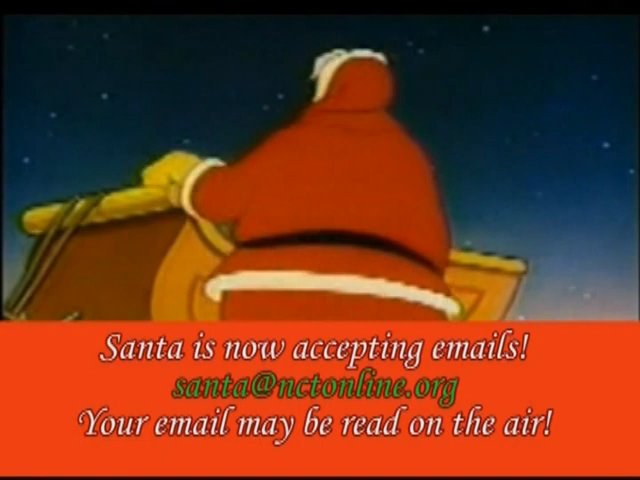 Santa is now accepting emails!
santa@nctonline.org
Your email may be read on the air!